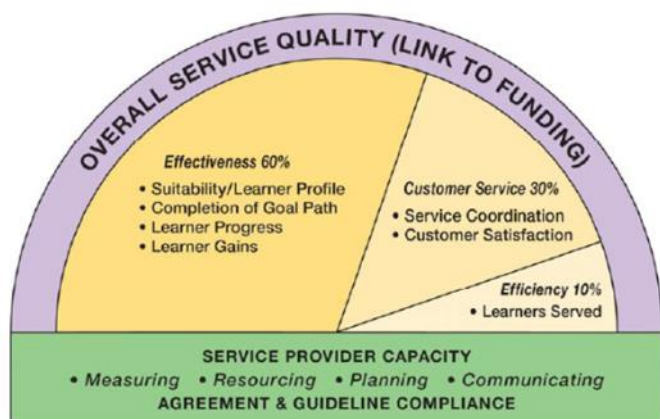 OVERALL SERVICE QUALITY (LINK TO FUNDING)
Effectiveness 60%
• Suitability/Learner Profile
• Completion of Goal Path
• Learner Progress
• Learner Gains
Customer Service 30%
• Service Coordination
• Customer Satisfaction
Efficiency 10%
• Learners Served
SERVICE PROVIDER CAPACITY
• Measuring • Resourcing • Planning • Communicating
AGREEMENT & GUIDELINE COMPLIANCE